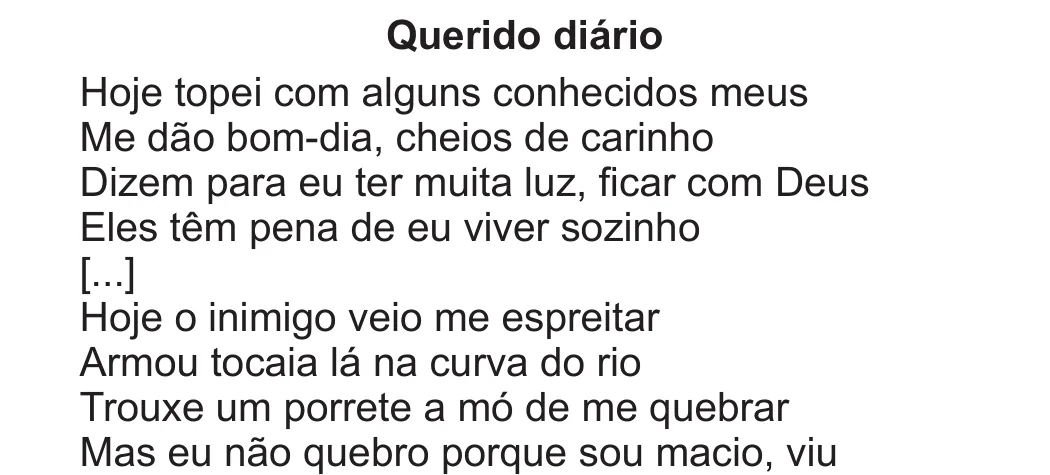 Querido diário
Hoje topei com alguns conhecidos meus
Me dão bom-dia, cheios de carinho
Dizem para eu ter muita luz, ficar com Deus
Eles têm pena de eu viver sozinho
[...]
Hoje o inimigo veio me espreitar
Armou tocaia lá na curva do rio
Trouxe um porrete a mó de me quebrar
Mas eu não quebro porque sou macio, viu